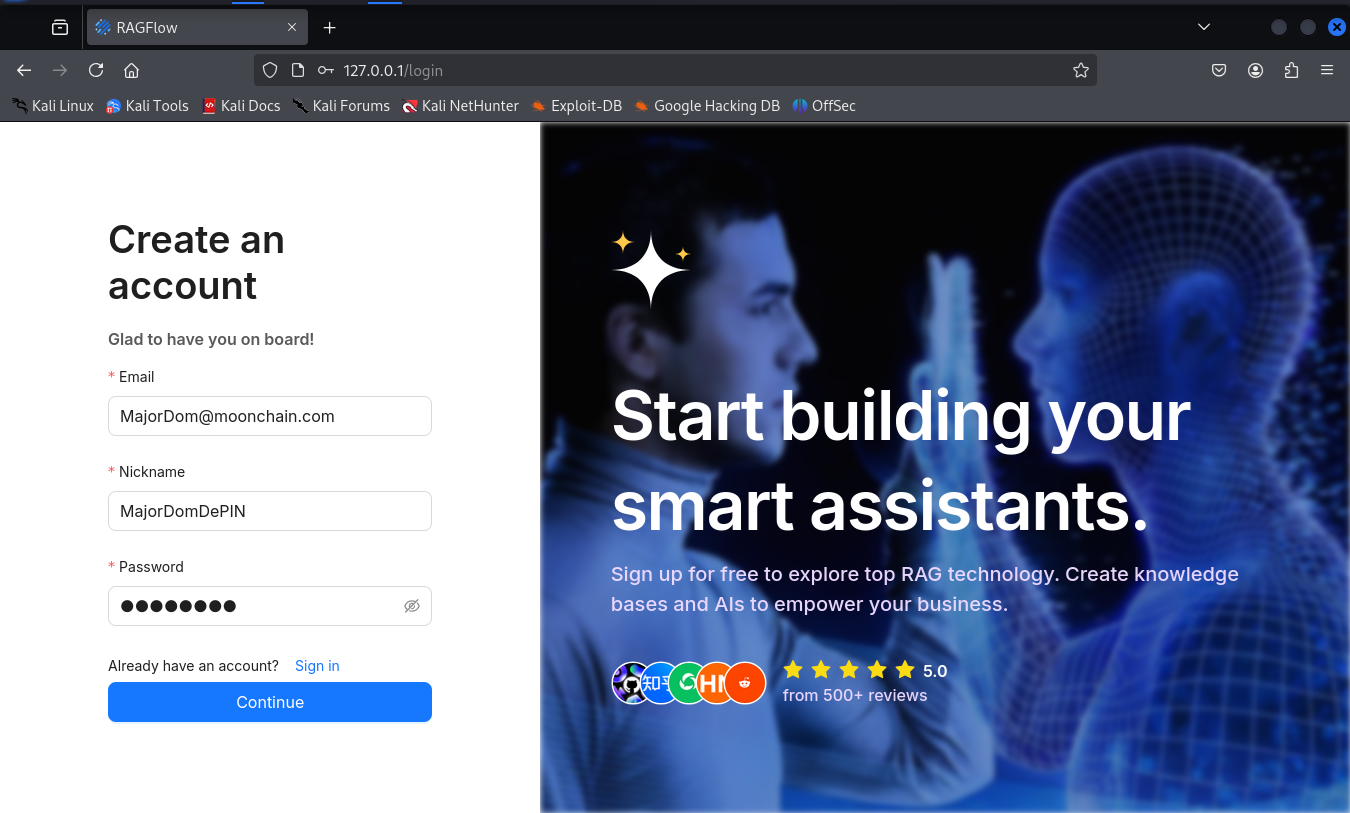 RAGFlow
127.0.0.1/login
Kali Linux Kali Tools Kali Docs Kali Forums Kali NetHunter Exploit-DB Google Hacking DB OffSec
Create an
account
Glad to have you on board!
* Email
MajorDom@moonchain.com
* Nickname
MajorDomDePIN
* Password
●●●●●●●●
Already have an account? Sign in
Continue
Start building your
smart assistants.
Sign up for free to explore top RAG technology. Create knowledge
bases and AIs to empower your business.
5.0
from 500+ reviews